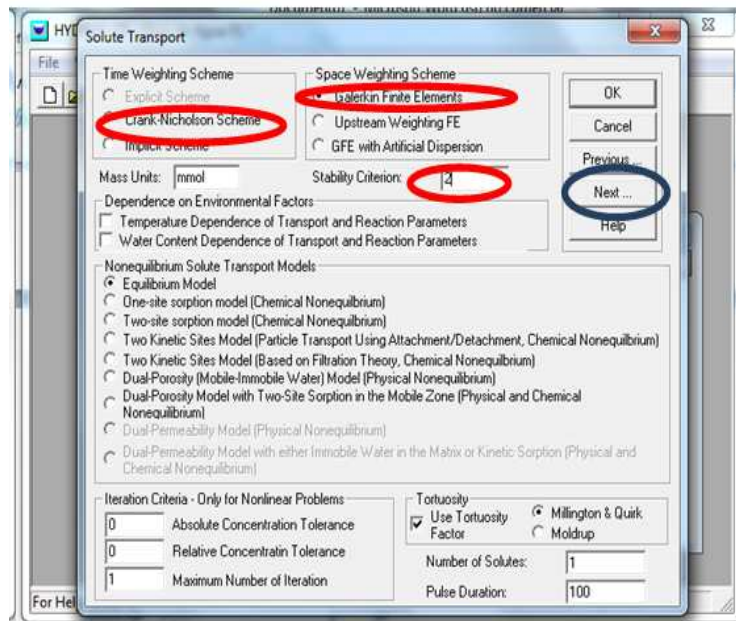 HY
Solute Transport
File
Time Weighting Scheme
Explicit Scheme
Crank-Nicholson Scheme
Implicit Scheme
Space Weighting Scheme
Galerkin Finite Elements
Upstream Weighting FE
GFE with Artificial Dispersion
OK
Cancel
Previous ...
Next ...
Help
Mass Units: mmol
Stability Criterion: 2
Dependence on Environmental Factors
Temperature Dependence of Transport and Reaction Parameters
Water Content Dependence of Transport and Reaction Parameters
Nonequilibrium Solute Transport Models
Equilibrium Model
One-site sorption model (Chemical Nonequilbrium)
Two-site sorption model (Chemical Nonequilbrium)
Two Kinetic Sites Model (Particle Transport Using Attachment/Detachment, Chemical Nonequilbrium)
Two Kinetic Sites Model (Based on Filtration Theory, Chemical Nonequilbrium)
Dual-Porosity (Mobile-Immobile Water) Model (Physical Nonequilibrium)
Dual-Porosity Model with Two-Site Sorption in the Mobile Zone (Physical and Chemical
Nonequilibrium)
Dual-Permeability Model (Physical Nonequilibrium)
Dual-Permeability Model with either Immobile Water in the Matrix or Kinetic Sorption (Physical and
Chemical Nonequilibrium)
Iteration Criteria - Only for Nonlinear Problems
0 Absolute Concentration Tolerance
0 Relative Concentratin Tolerance
1 Maximum Number of Iteration
Tortuosity
Use Tortuosity
Factor
Millington & Quirk
Moldrup
Number of Solutes: 1
Pulse Duration: 100
For Hel